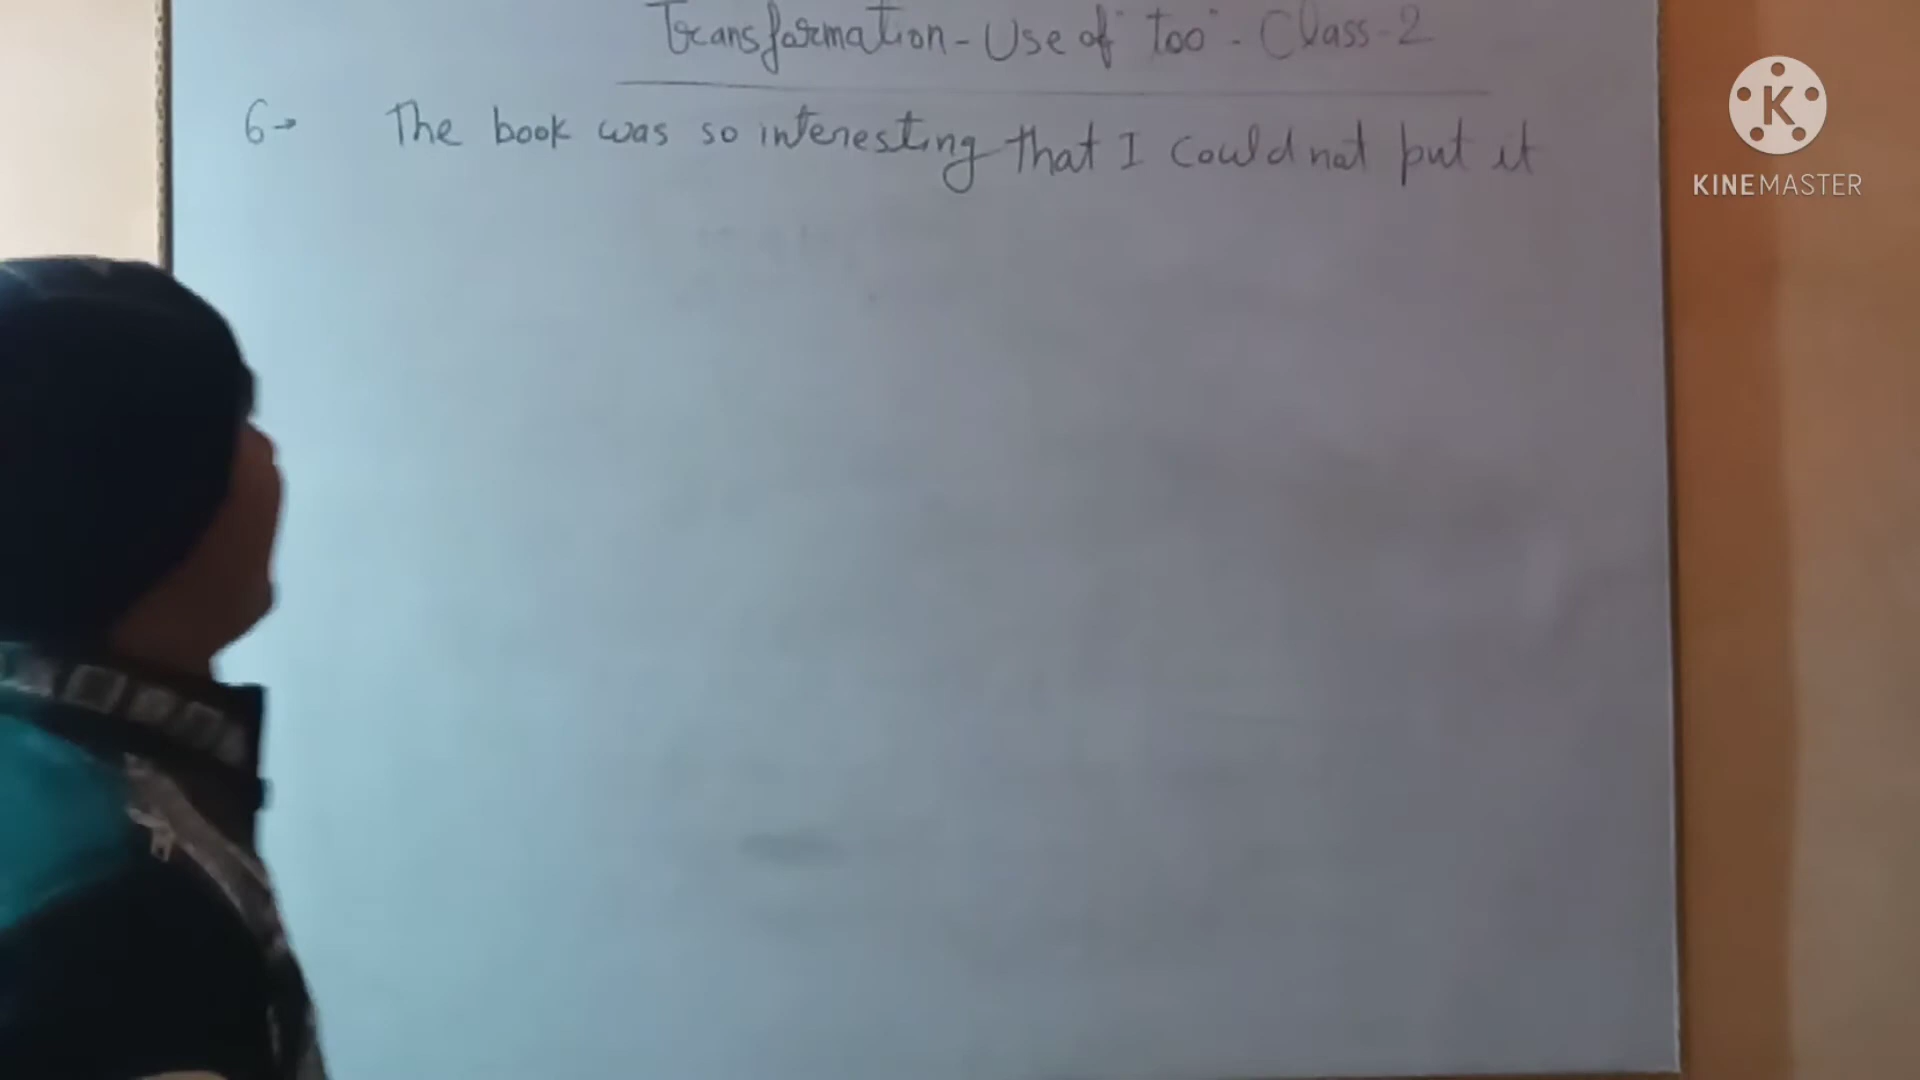 Transformation - Use of "too" - Class-2
6→ The book was so interesting that I could not put it
KINEMASTER